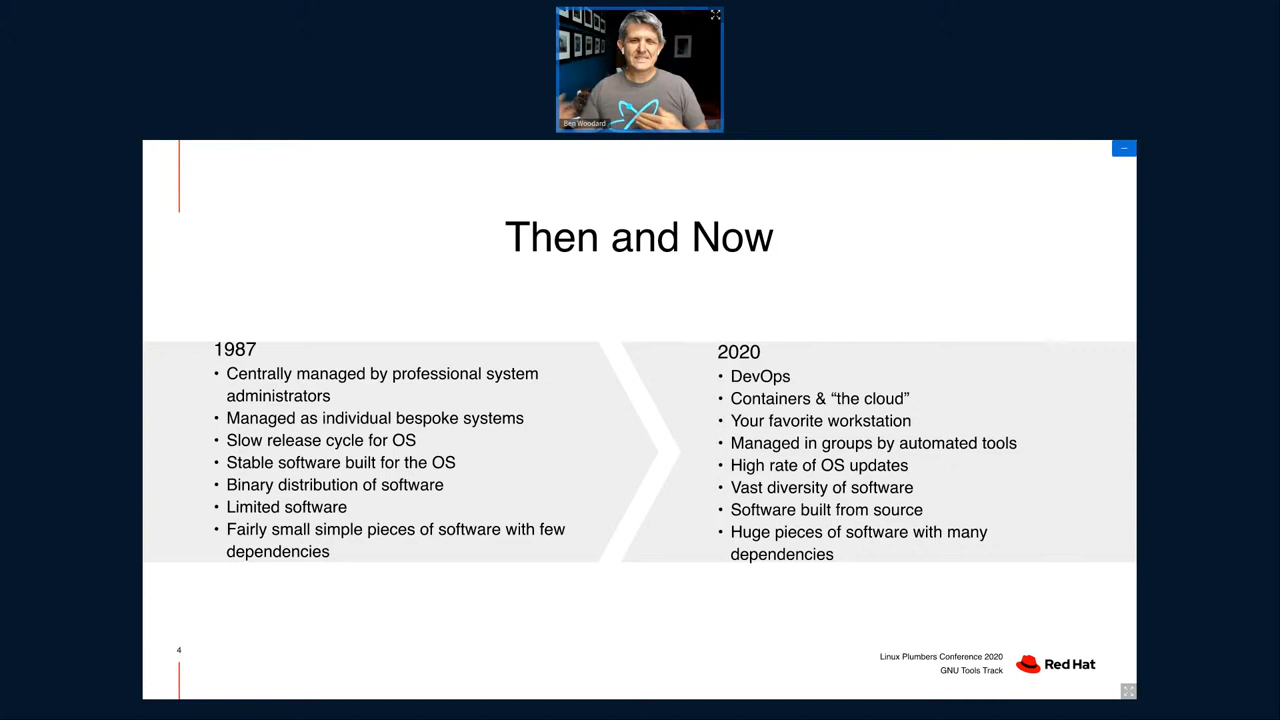 Ben Woodard
Then and Now
1987
• Centrally managed by professional system
administrators
• Managed as individual bespoke systems
• Slow release cycle for OS
• Stable software built for the OS
• Binary distribution of software
• Limited software
• Fairly small simple pieces of software with few
dependencies
2020
• DevOps
• Containers & “the cloud”
• Your favorite workstation
• Managed in groups by automated tools
• High rate of OS updates
• Vast diversity of software
• Software built from source
• Huge pieces of software with many
dependencies
4
Linux Plumbers Conference 2020
GNU Tools Track
Red Hat